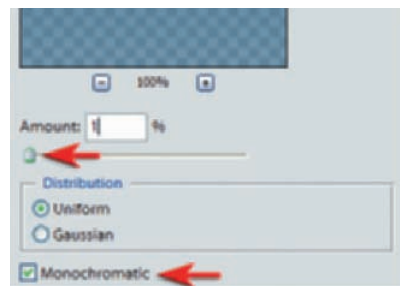 100%
Amount: 1 %
Distribution
Uniform
Gaussian
Monochromatic